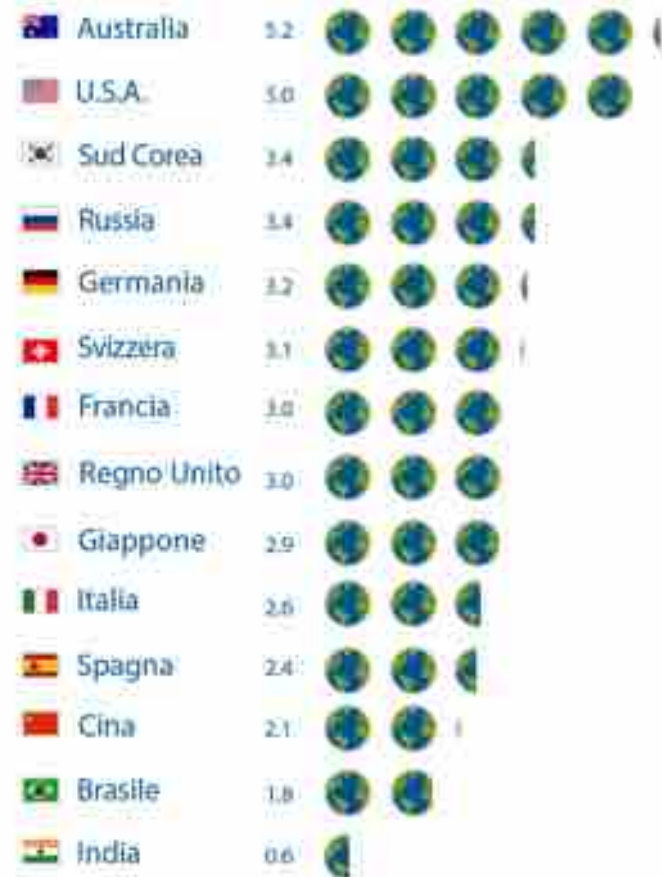 Australia 5.2
U.S.A. 5.0
Sud Corea 3.4
Russia 3.4
Germania 3.2
Svizzera 3.1
Francia 3.0
Regno Unito 3.0
Giappone 2.9
Italia 2.6
Spagna 2.4
Cina 2.1
Brasile 1.8
India 0.6